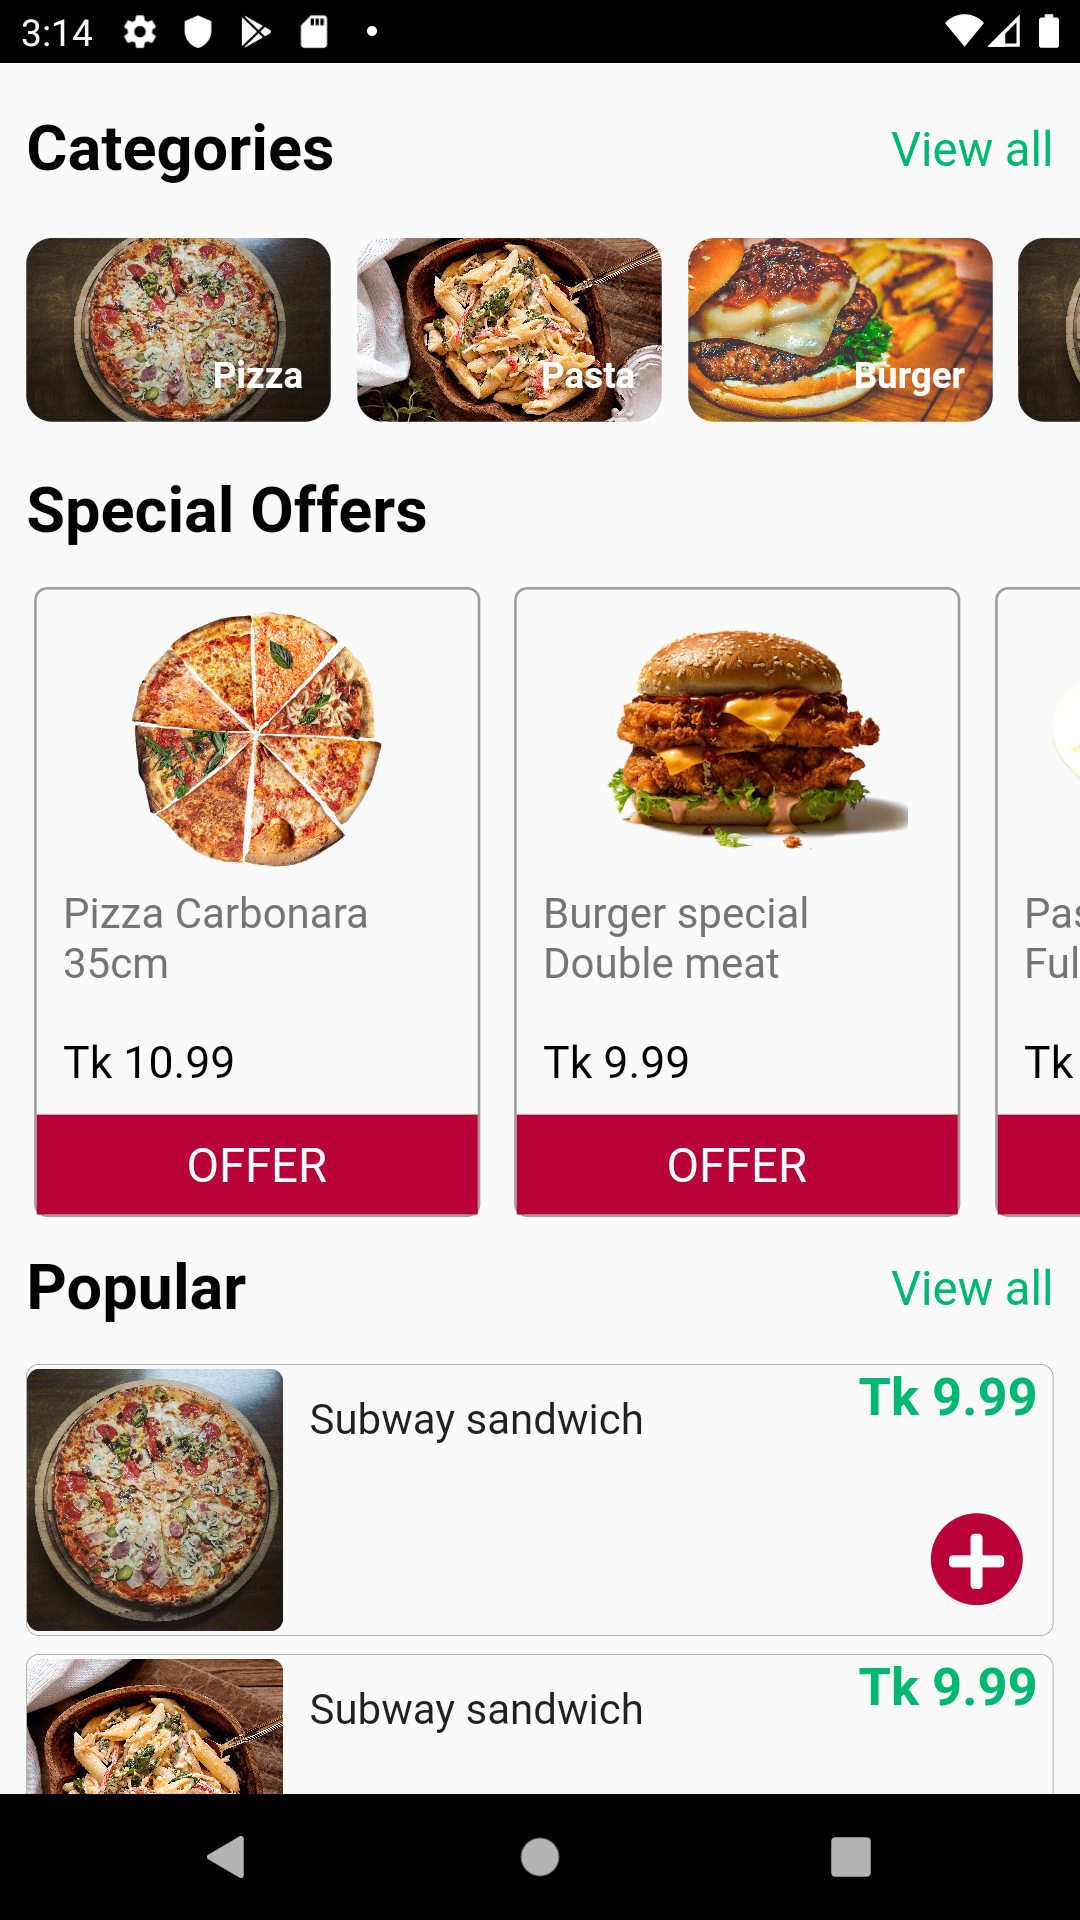 3:14
Categories
View all
Pizza
Pasta
Burger
Special Offers
Pizza Carbonara
35cm
Tk 10.99
OFFER
Burger special
Double meat
Tk 9.99
OFFER
Pas
Ful
Tk
Popular
View all
Subway sandwich
Tk 9.99
Subway sandwich
Tk 9.99